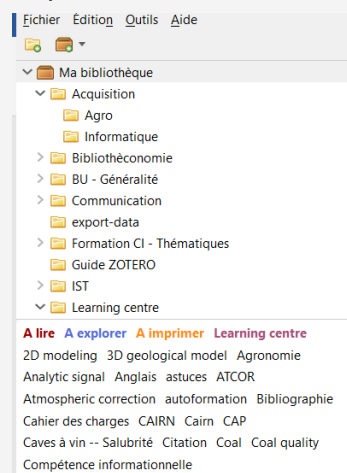 Fichier Edition Outils Aide
Ma bibliothèque
Acquisition
Agro
Informatique
Bibliothèconomie
BU - Généralité
Communication
export-data
Formation CI - Thématiques
Guide ZOTERO
IST
Learning centre
A lire A explorer A imprimer Learning centre
2D modeling 3D geological model Agronomie
Analytic signal Anglais astuces ATCOR
Atmospheric correction autoformation Bibliographie
Cahier des charges CAIRN Cairn CAP
Caves à vin -- Salubrité Citation Coal Coal quality
Compétence informationnelle